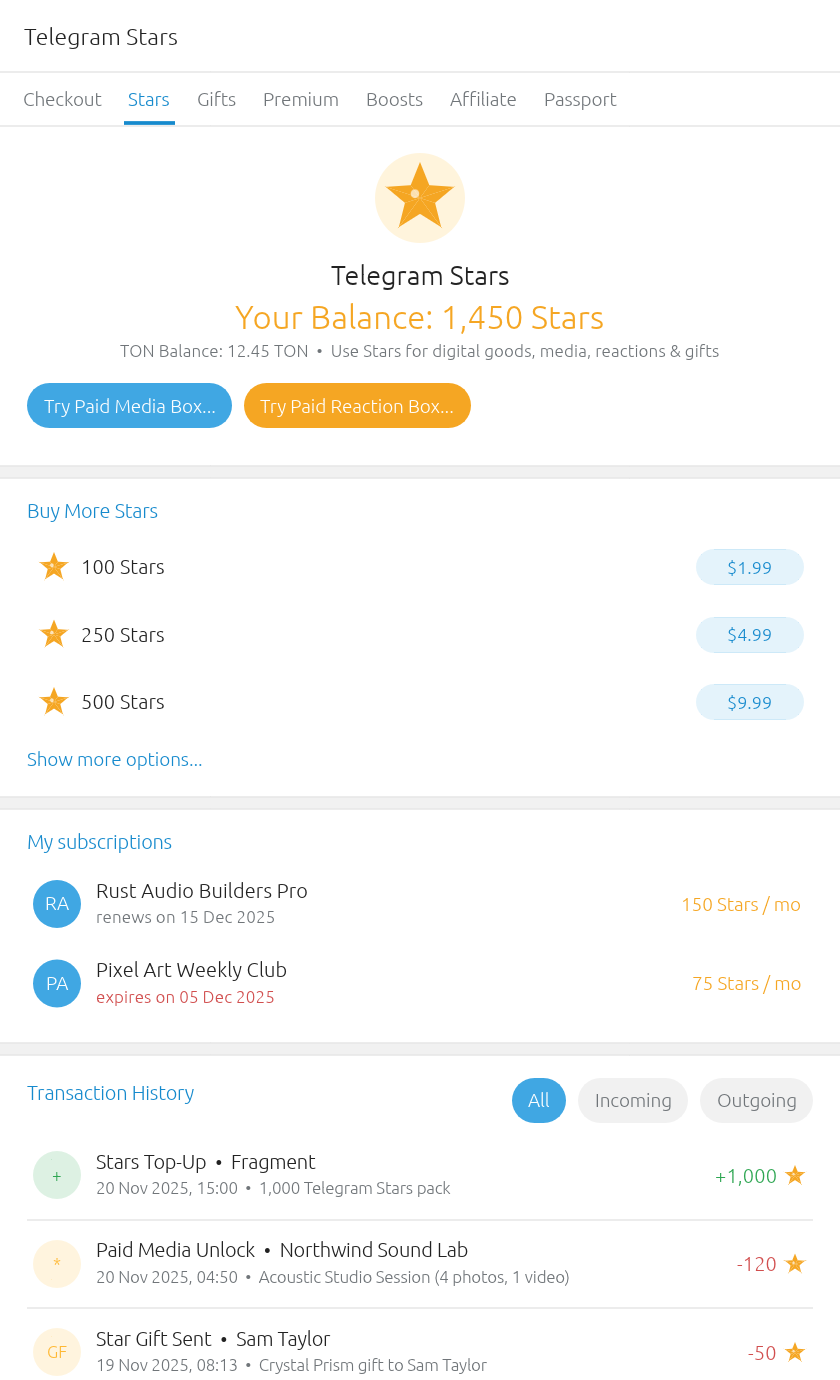 Telegram Stars
Checkout Stars Gifts Premium Boosts Affiliate Passport
Telegram Stars
Your Balance: 1,450 Stars
TON Balance: 12.45 TON • Use Stars for digital goods, media, reactions & gifts
Try Paid Media Box... Try Paid Reaction Box...
Buy More Stars
100 Stars $1.99
250 Stars $4.99
500 Stars $9.99
Show more options...
My subscriptions
RA Rust Audio Builders Pro 150 Stars / mo
renews on 15 Dec 2025
PA Pixel Art Weekly Club 75 Stars / mo
expires on 05 Dec 2025
Transaction History All Incoming Outgoing
+ Stars Top-Up • Fragment +1,000
20 Nov 2025, 15:00 • 1,000 Telegram Stars pack
* Paid Media Unlock • Northwind Sound Lab -120
20 Nov 2025, 04:50 • Acoustic Studio Session (4 photos, 1 video)
GF Star Gift Sent • Sam Taylor -50
19 Nov 2025, 08:13 • Crystal Prism gift to Sam Taylor